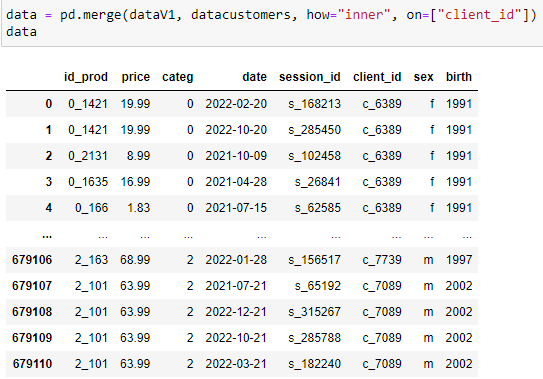 data = pd.merge(dataV1, datacustomers, how="inner", on=["client_id"])
data
id_prod price categ date session_id client_id sex birth
0 0_1421 19.99 0 2022-02-20 s_168213 c_6389 f 1991
1 0_1421 19.99 0 2022-10-20 s_285450 c_6389 f 1991
2 0_2131 8.99 0 2021-10-09 s_102458 c_6389 f 1991
3 0_1635 16.99 0 2021-04-28 s_26841 c_6389 f 1991
4 0_166 1.83 0 2021-07-15 s_62585 c_6389 f 1991
... ... ... ... ... ... ... ... ...
679106 2_163 68.99 2 2022-01-28 s_156517 c_7739 m 1997
679107 2_101 63.99 2 2021-07-21 s_65192 c_7089 m 2002
679108 2_101 63.99 2 2022-12-21 s_315267 c_7089 m 2002
679109 2_101 63.99 2 2022-10-21 s_285788 c_7089 m 2002
679110 2_101 63.99 2 2022-03-21 s_182240 c_7089 m 2002